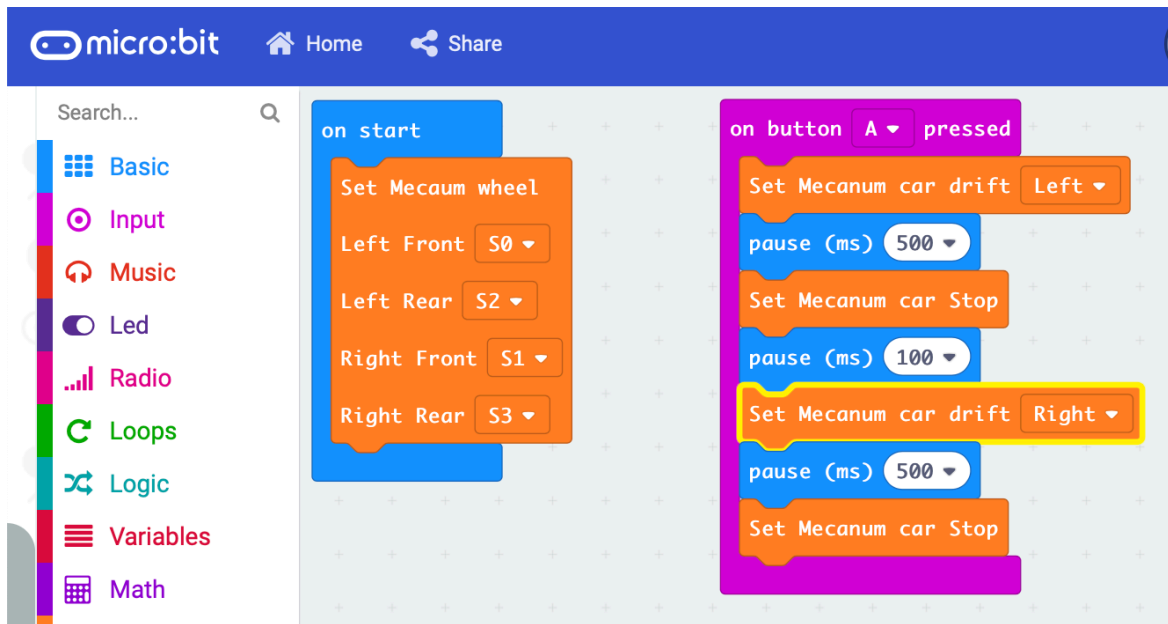 micro:bit Home Share
Search...
Basic
Input
Music
Led
Radio
Loops
Logic
Variables
Math
on start
Set Mecaum wheel
Left Front S0
Left Rear S2
Right Front S1
Right Rear S3
on button A pressed
Set Mecanum car drift Left
pause (ms) 500
Set Mecanum car Stop
pause (ms) 100
Set Mecanum car drift Right
pause (ms) 500
Set Mecanum car Stop